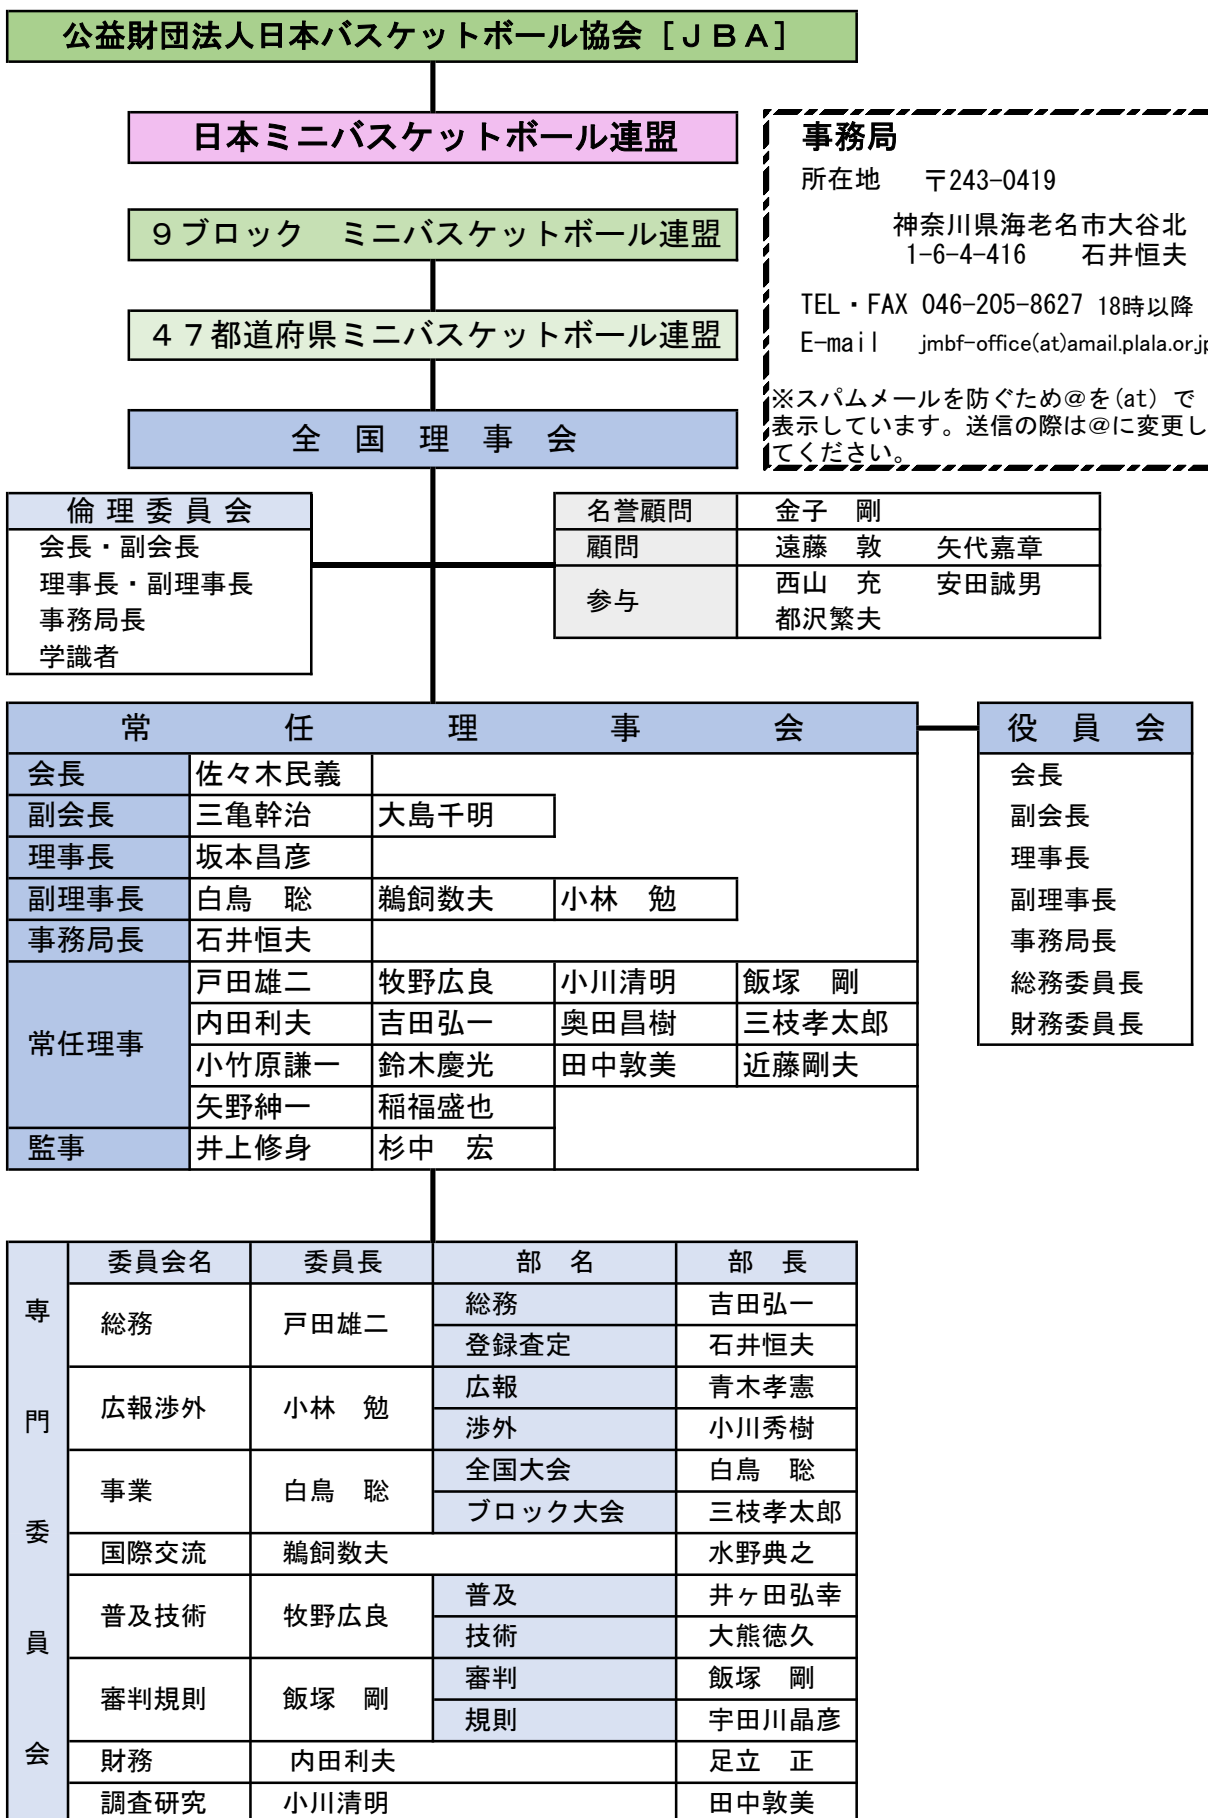 公益財団法人日本バスケットボール協会［ＪＢＡ］
日本ミニバスケットボール連盟
９ブロック　ミニバスケットボール連盟
４７都道府県ミニバスケットボール連盟
全　国　理　事　会
事務局
所在地　〒243-0419
神奈川県海老名市大谷北
1-6-4-416　石井恒夫
TEL・FAX 046-205-8627 18時以降
E-mail　jmbf-office(at)amail.plala.or.jp
※スパムメールを防ぐため@を(at) で
表示しています。送信の際は@に変更し
てください。
倫理委員会
会長・副会長
理事長・副理事長
事務局長
学識者
名誉顧問　金子　剛
顧問　遠藤　敦　矢代嘉章
参与　西山　充　安田誠男
都沢繁夫
常　任　理　事　会
会長　佐々木民義
副会長　三亀幹治　大島千明
理事長　坂本昌彦
副理事長　白鳥　聡　鵜飼数夫　小林　勉
事務局長　石井恒夫
常任理事　戸田雄二　牧野広良　小川清明　飯塚　剛
内田利夫　吉田弘一　奥田昌樹　三枝孝太郎
小竹原謙一　鈴木慶光　田中敦美　近藤剛夫
矢野紳一　稲福盛也
監事　井上修身　杉中　宏
役　員　会
会長
副会長
理事長
副理事長
事務局長
総務委員長
財務委員長
専門委員会
委員会名　委員長　部　名　部　長
総務　戸田雄二　総務　吉田弘一
登録査定　石井恒夫
広報渉外　小林　勉　広報　青木孝憲
渉外　小川秀樹
事業　白鳥　聡　全国大会　白鳥　聡
ブロック大会　三枝孝太郎
国際交流　鵜飼数夫　水野典之
普及技術　牧野広良　普及　井ヶ田弘幸
技術　大熊徳久
審判規則　飯塚　剛　審判　飯塚　剛
規則　宇田川晶彦
財務　内田利夫　足立　正
調査研究　小川清明　田中敦美